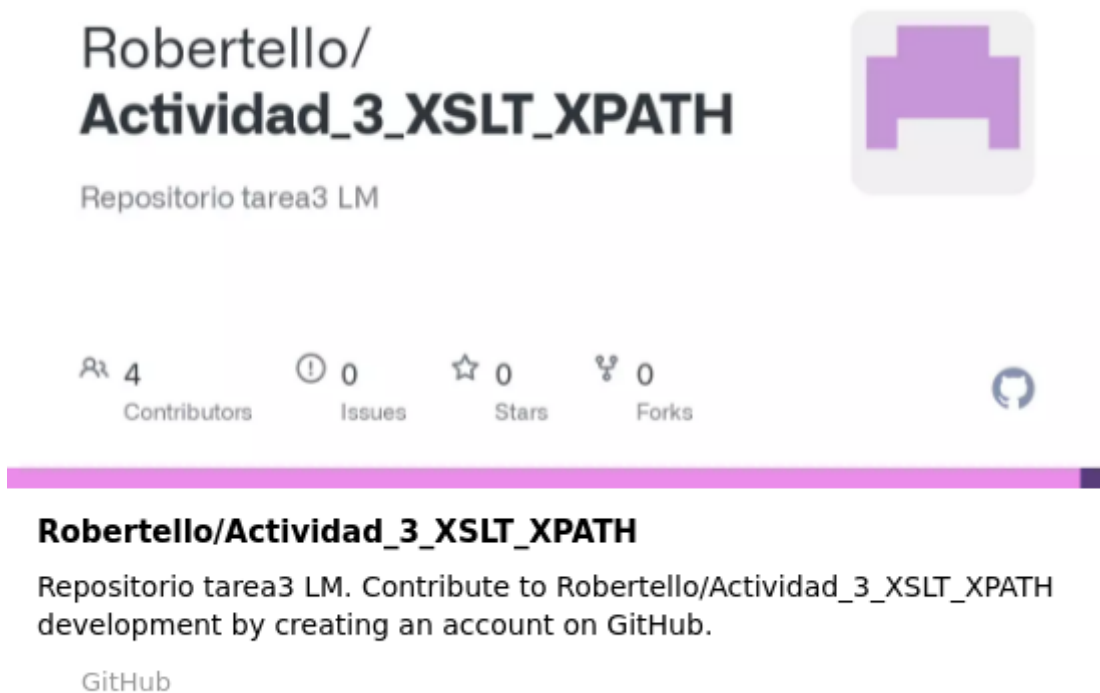 Robertello/
Actividad_3_XSLT_XPATH
Repositorio tarea3 LM
4
Contributors
0
Issues
0
Stars
0
Forks
Robertello/Actividad_3_XSLT_XPATH
Repositorio tarea3 LM. Contribute to Robertello/Actividad_3_XSLT_XPATH
development by creating an account on GitHub.
GitHub